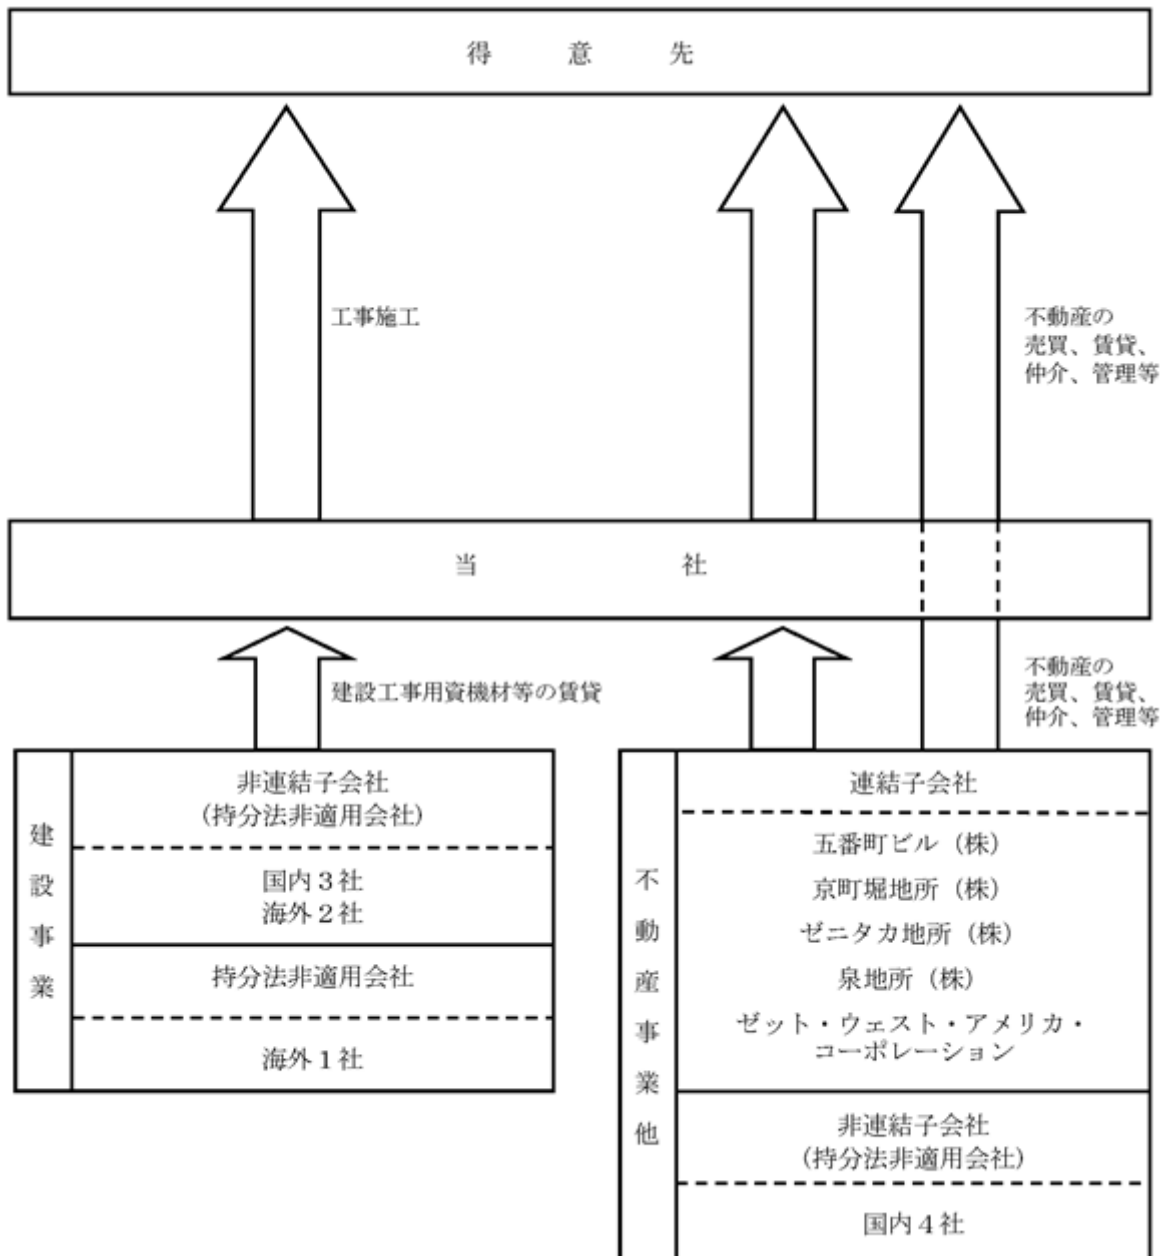 得意先
工事施工
不動産の
売買、賃貸、
仲介、管理等
当社
建設工事用資機材等の賃貸
不動産の
売買、賃貸、
仲介、管理等
建設事業
非連結子会社
(持分法非適用会社)
国内３社
海外２社
持分法非適用会社
海外１社
不動産事業他
連結子会社
五番町ビル（株）
京町堀地所（株）
ゼニタカ地所（株）
泉地所（株）
ゼット・ウェスト・アメリカ・
コーポレーション
非連結子会社
(持分法非適用会社)
国内４社